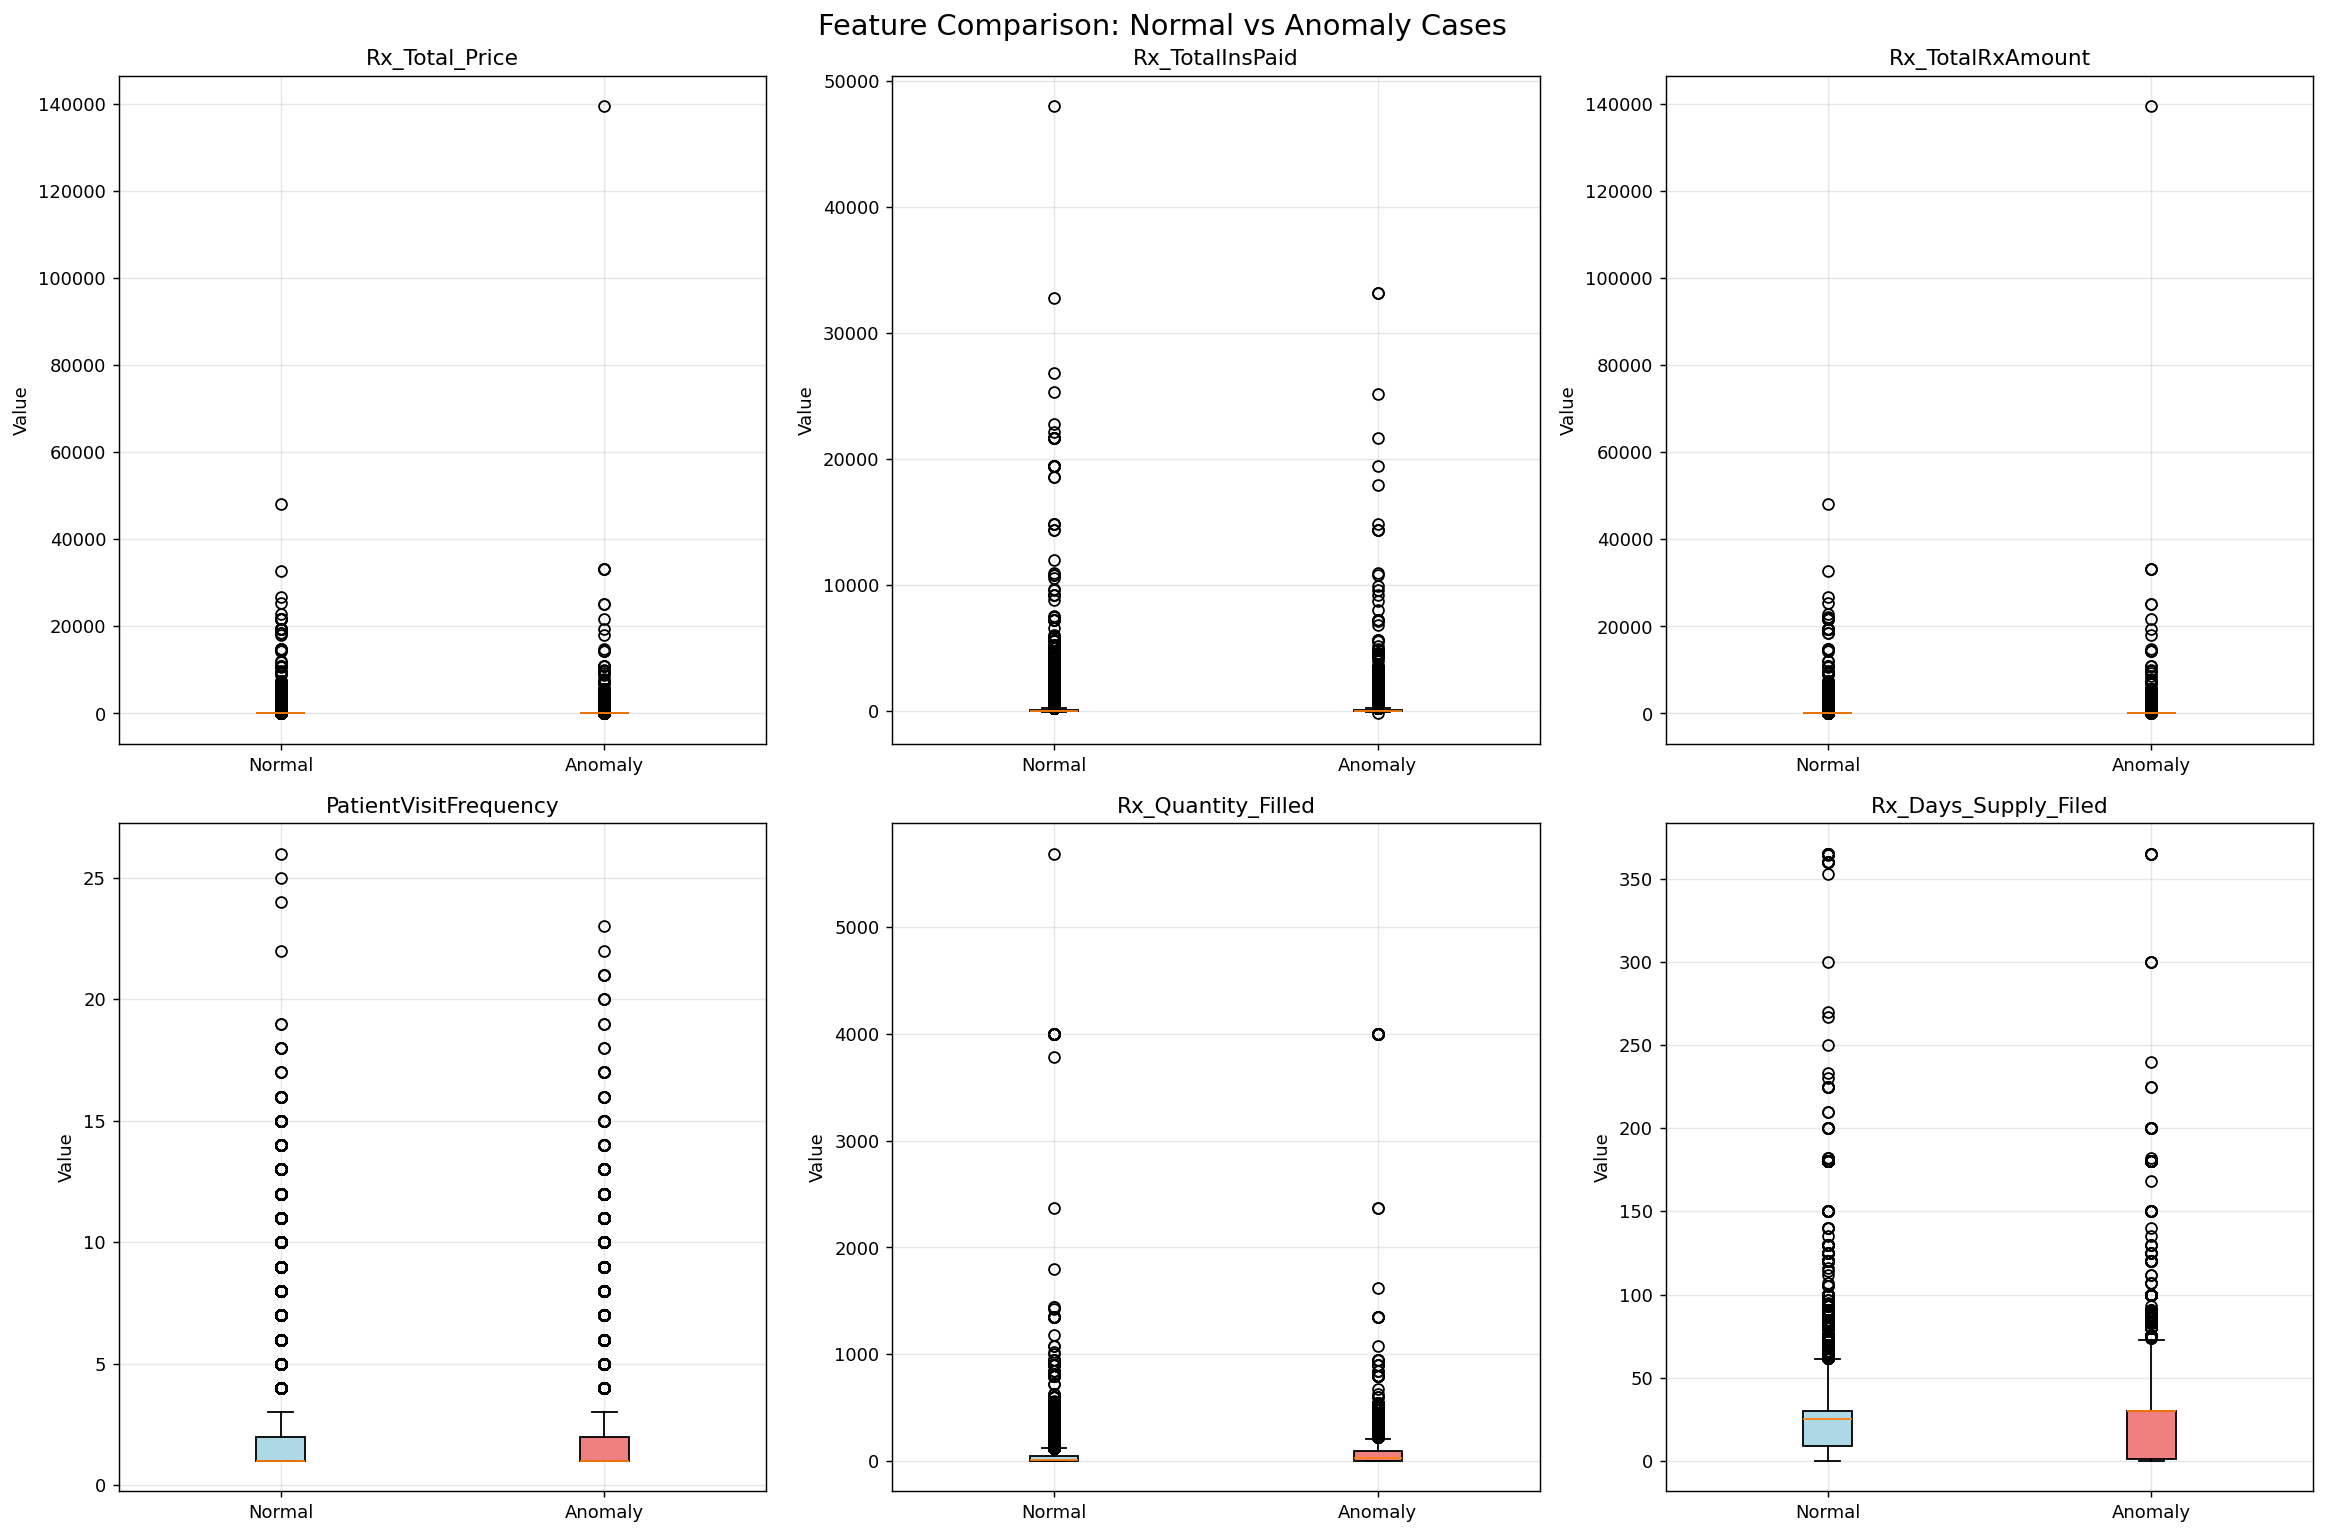 Feature Comparison: Normal vs Anomaly Cases
Rx_Total_Price
Value
140000
120000
100000
80000
60000
40000
20000
0
Normal Anomaly
Rx_TotalInsPaid
Value
50000
40000
30000
20000
10000
0
Normal Anomaly
Rx_TotalRxAmount
Value
140000
120000
100000
80000
60000
40000
20000
0
Normal Anomaly
PatientVisitFrequency
Value
25
20
15
10
5
0
Normal Anomaly
Rx_Quantity_Filled
Value
5000
4000
3000
2000
1000
0
Normal Anomaly
Rx_Days_Supply_Filed
Value
350
300
250
200
150
100
50
0
Normal Anomaly